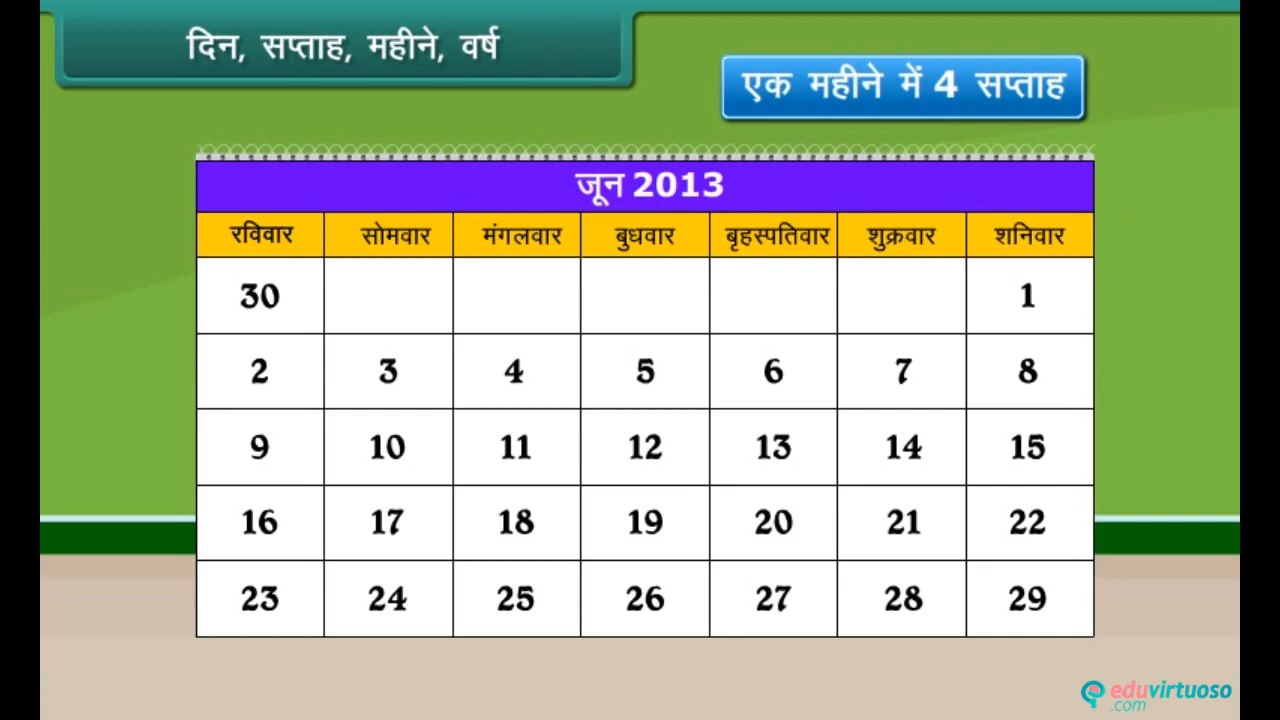 दिन, सप्ताह, महीने, वर्ष
एक महीने में 4 सप्ताह
जून 2013
रविवार सोमवार मंगलवार बुधवार बृहस्पतिवार शुक्रवार शनिवार
30 1
2 3 4 5 6 7 8
9 10 11 12 13 14 15
16 17 18 19 20 21 22
23 24 25 26 27 28 29
eduvirtuoso
.com